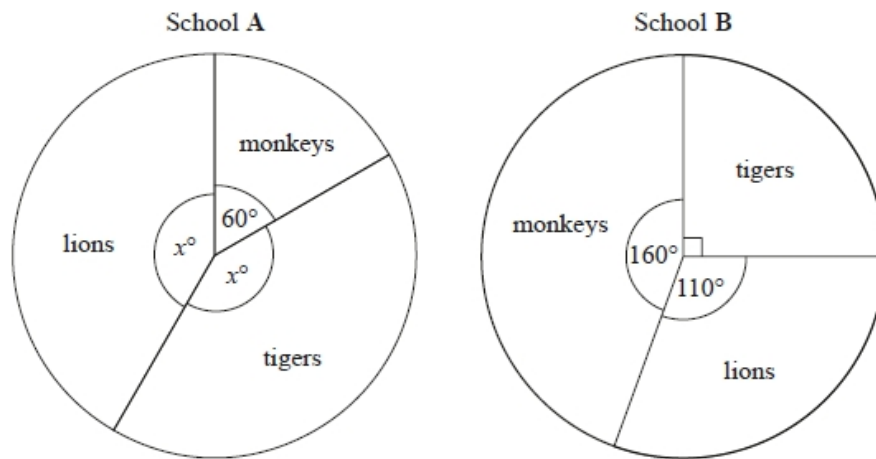 School A
monkeys
60°
lions
x°
x°
tigers
School B
tigers
monkeys
160°
110°
lions